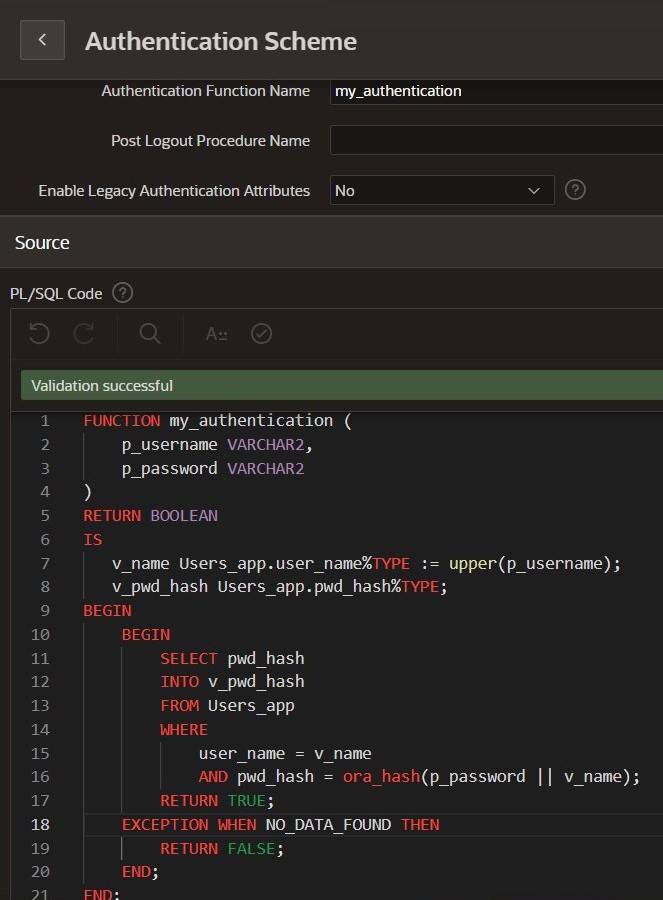 Authentication Scheme
Authentication Function Name my_authentication
Post Logout Procedure Name
Enable Legacy Authentication Attributes No ?
Source
PL/SQL Code ?
A
Validation successful
1 FUNCTION my_authentication (
2 p_username VARCHAR2,
3 p_password VARCHAR2
4 )
5 RETURN BOOLEAN
6 IS
7 v_name Users_app.user_name%TYPE := upper(p_username);
8 v_pwd_hash Users_app.pwd_hash%TYPE;
9 BEGIN
10 BEGIN
11 SELECT pwd_hash
12 INTO v_pwd_hash
13 FROM Users_app
14 WHERE
15 user_name = v_name
16 AND pwd_hash = ora_hash(p_password || v_name);
17 RETURN TRUE;
18 EXCEPTION WHEN NO_DATA_FOUND THEN
19 RETURN FALSE;
20 END;
21 END;